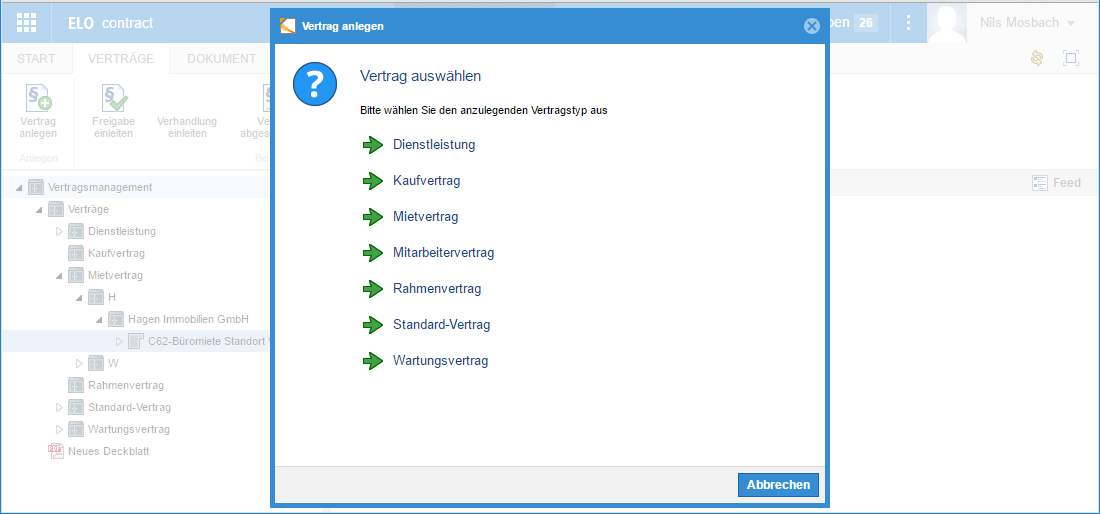 ELO contract
ben 26
Nils Mosbach
START VERTRÄGE DOKUMENT
Vertrag anlegen
Freigabe einleiten
Verhandlung einleiten
Ve
abges
Anlegen
Be
Feed
Vertragsmanagement
Verträge
Dienstleistung
Kaufvertrag
Mietvertrag
H
Hagen Immobilien GmbH
C62-Büromiete Standort
W
Rahmenvertrag
Standard-Vertrag
Wartungsvertrag
Neues Deckblatt
Vertrag anlegen
?
Vertrag auswählen
Bitte wählen Sie den anzulegenden Vertragstyp aus
Dienstleistung
Kaufvertrag
Mietvertrag
Mitarbeitervertrag
Rahmenvertrag
Standard-Vertrag
Wartungsvertrag
Abbrechen